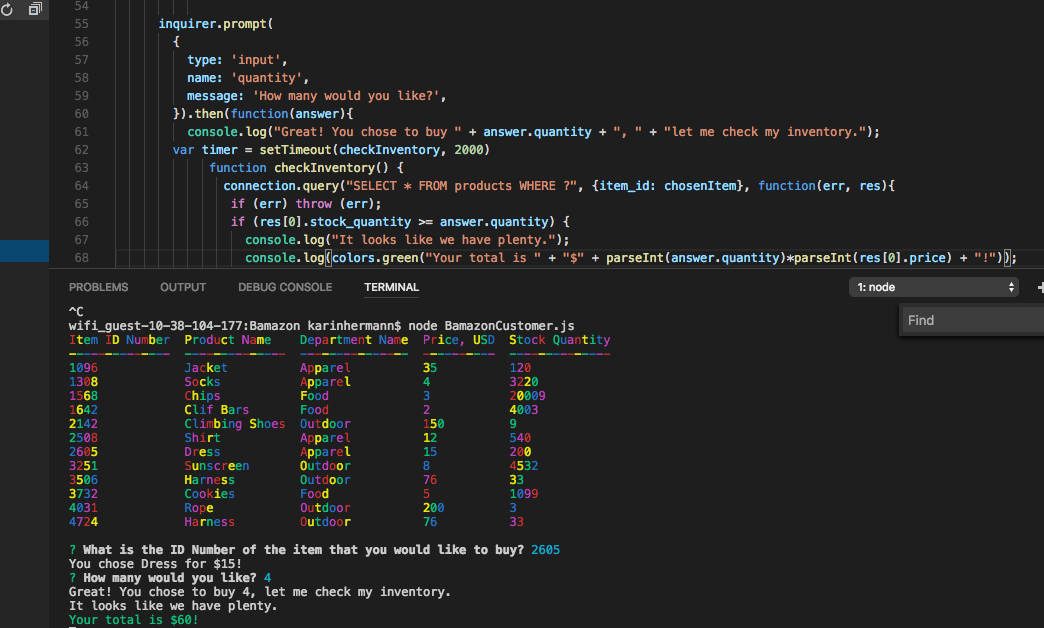 54
55 inquirer.prompt(
56 {
57 type: 'input',
58 name: 'quantity',
59 message: 'How many would you like?',
60 }).then(function(answer){
61 console.log("Great! You chose to buy " + answer.quantity + ", " + "let me check my inventory.");
62 var timer = setTimeout(checkInventory, 2000)
63 function checkInventory() {
64 connection.query("SELECT * FROM products WHERE ?", {item_id: chosenItem}, function(err, res){
65 if (err) throw (err);
66 if (res[0].stock_quantity >= answer.quantity) {
67 console.log("It looks like we have plenty.");
68 console.log(colors.green("Your total is " + "$" + parseInt(answer.quantity)*parseInt(res[0].price) + "!"));
PROBLEMS OUTPUT DEBUG CONSOLE TERMINAL 1: node
Find
^C
wifi_guest-10-38-104-177:Bamazon karinhermann$ node BamazonCustomer.js
Item ID Number Product Name Department Name Price, USD Stock Quantity
-------------- -------------- --------------- ---------- --------------
1096 Jacket Apparel 35 120
1308 Socks Apparel 4 3220
1568 Chips Food 3 20009
1642 Clif Bars Food 2 4003
2142 Climbing Shoes Outdoor 150 9
2508 Shirt Apparel 12 540
2605 Dress Apparel 15 200
3251 Sunscreen Outdoor 8 4532
3506 Harness Outdoor 76 33
3732 Cookies Food 5 1099
4031 Rope Outdoor 200 3
4724 Harness Outdoor 76 33
? What is the ID Number of the item that you would like to buy? 2605
You chose Dress for $15!
? How many would you like? 4
Great! You chose to buy 4, let me check my inventory.
It looks like we have plenty.
Your total is $60!